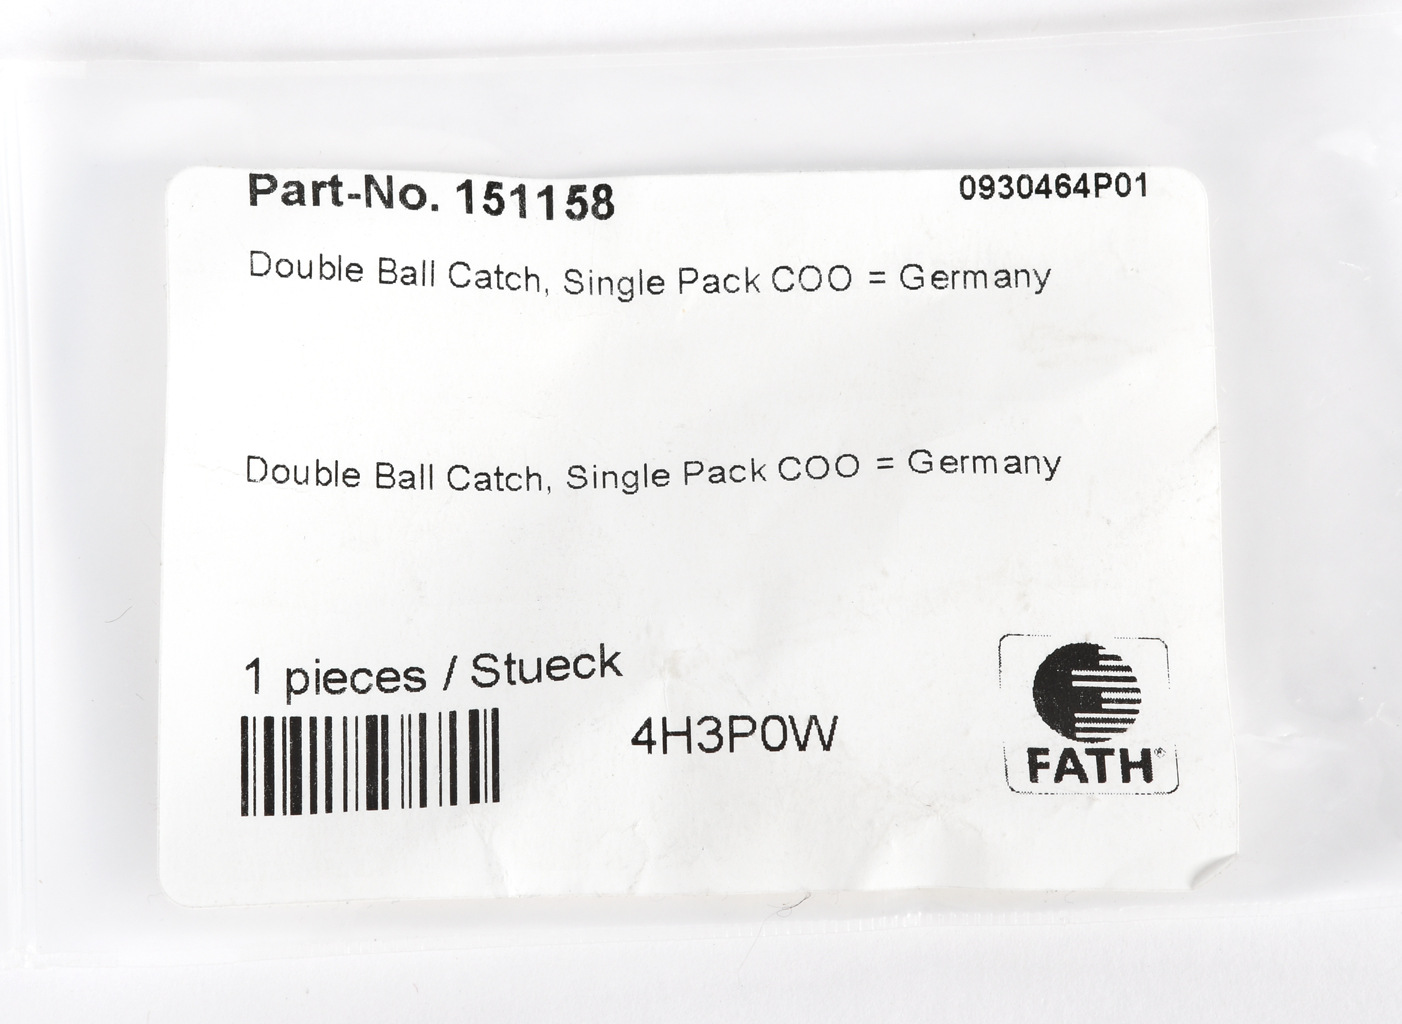 Part-No. 151158
0930464P01
Double Ball Catch, Single Pack COO = Germany
Double Ball Catch, Single Pack COO = Germany
1 pieces / Stueck
4H3P0W
FATH®